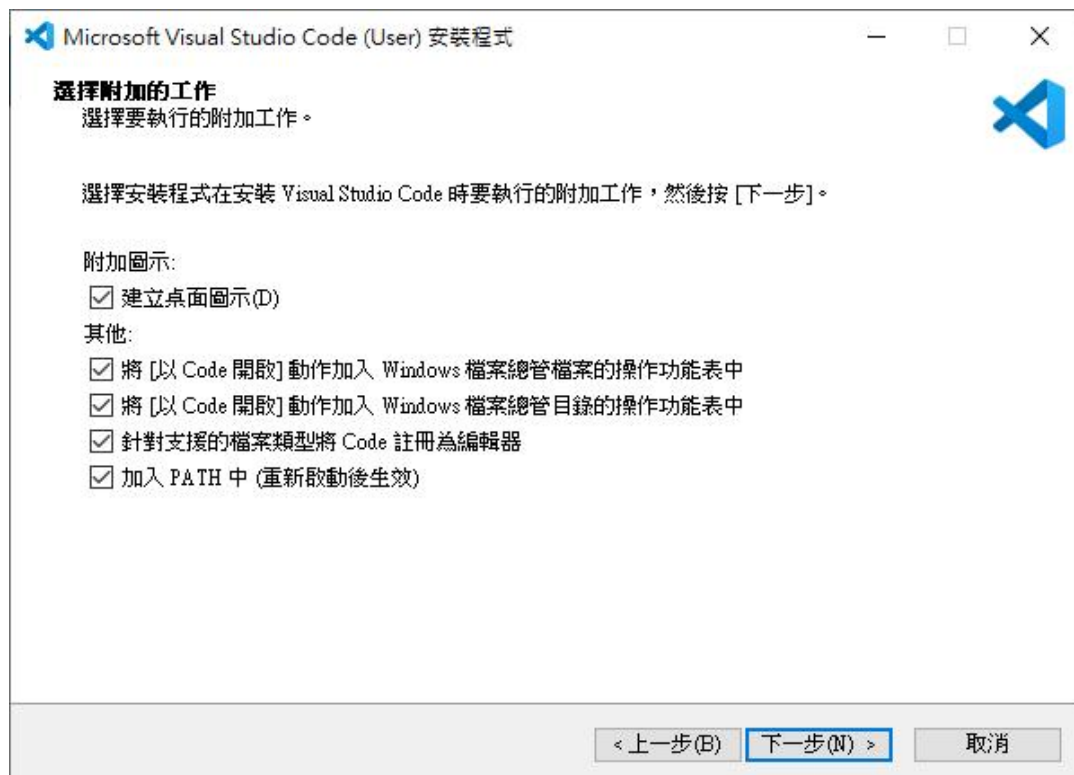 Microsoft Visual Studio Code (User) 安裝程式
選擇附加的工作
選擇要執行的附加工作。
選擇安裝程式在安裝 Visual Studio Code 時要執行的附加工作，然後按 [下一步]。
附加圖示:
建立桌面圖示(D)
其他:
將 [以 Code 開啟] 動作加入 Windows 檔案總管檔案的操作功能表中
將 [以 Code 開啟] 動作加入 Windows 檔案總管目錄的操作功能表中
針對支援的檔案類型將 Code 註冊為編輯器
加入 PATH 中 (重新啟動後生效)
< 上一步(B) 下一步(N) > 取消